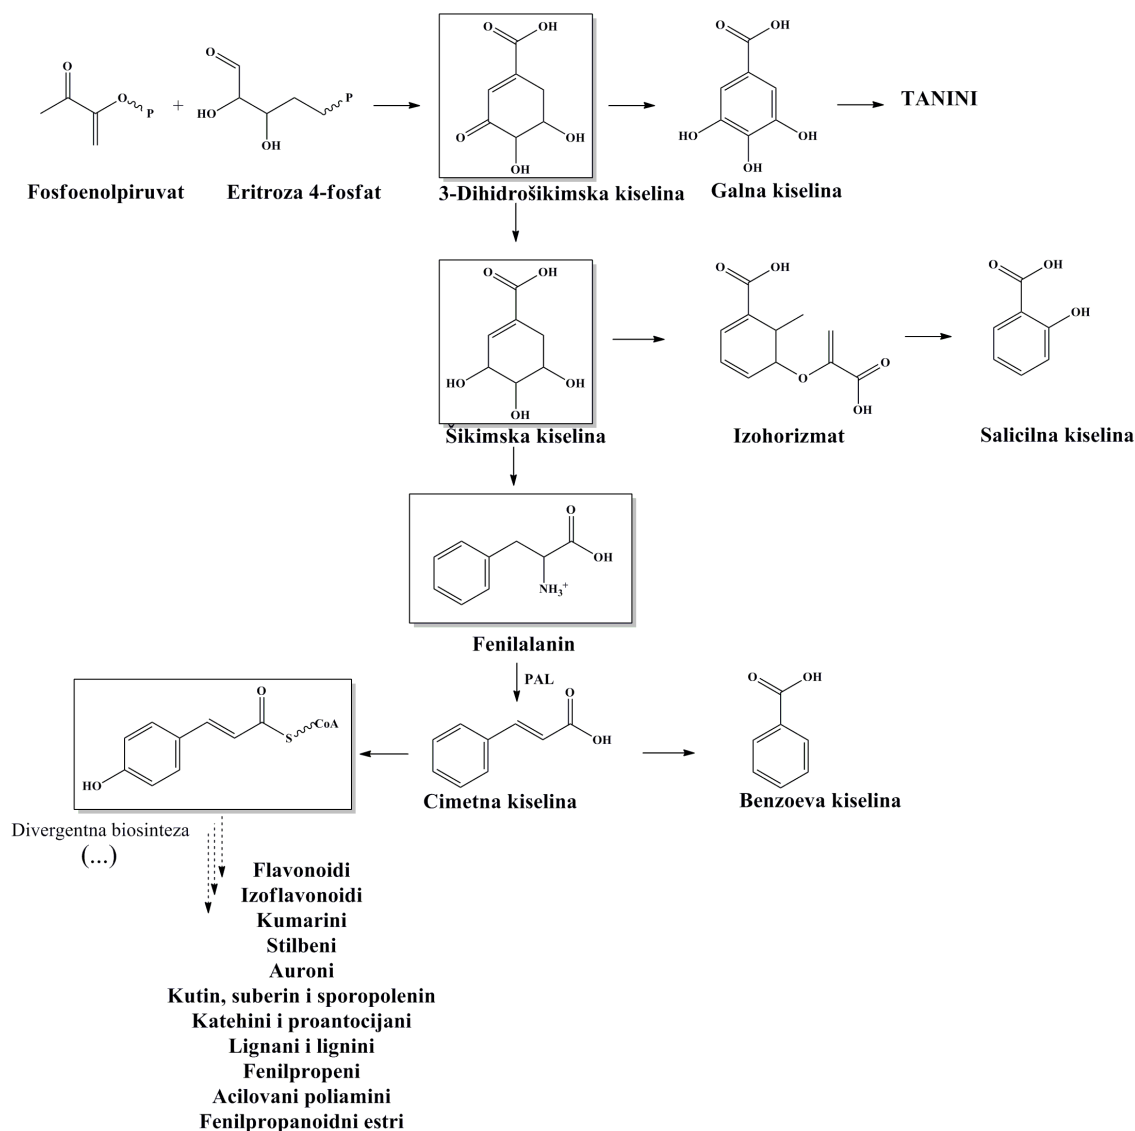 O
O
P
+
O
HO
OH
P
Fosfoenolpiruvat
Eritroza 4-fosfat
O
OH
O
OH
OH
3-Dihidrošikimska kiselina
O
OH
HO
OH
OH
Galna kiselina
TANINI
O
OH
HO
OH
OH
Šikimska kiselina
O
OH
O
O
OH
Izohorizmat
O
OH
OH
Salicilna kiselina
O
OH
NH₃⁺
Fenilalanin
PAL
O
S
CoA
HO
O
OH
Cimetna kiselina
O
OH
Benzoeva kiselina
Divergentna biosinteza
(...)
Flavonoidi
Izoflavonoidi
Kumarini
Stilbeni
Auroni
Kutin, suberin i sporopolenin
Katehini i proantocijani
Lignani i lignini
Fenilpropeni
Acilovani poliamini
Fenilpropanoidni estri